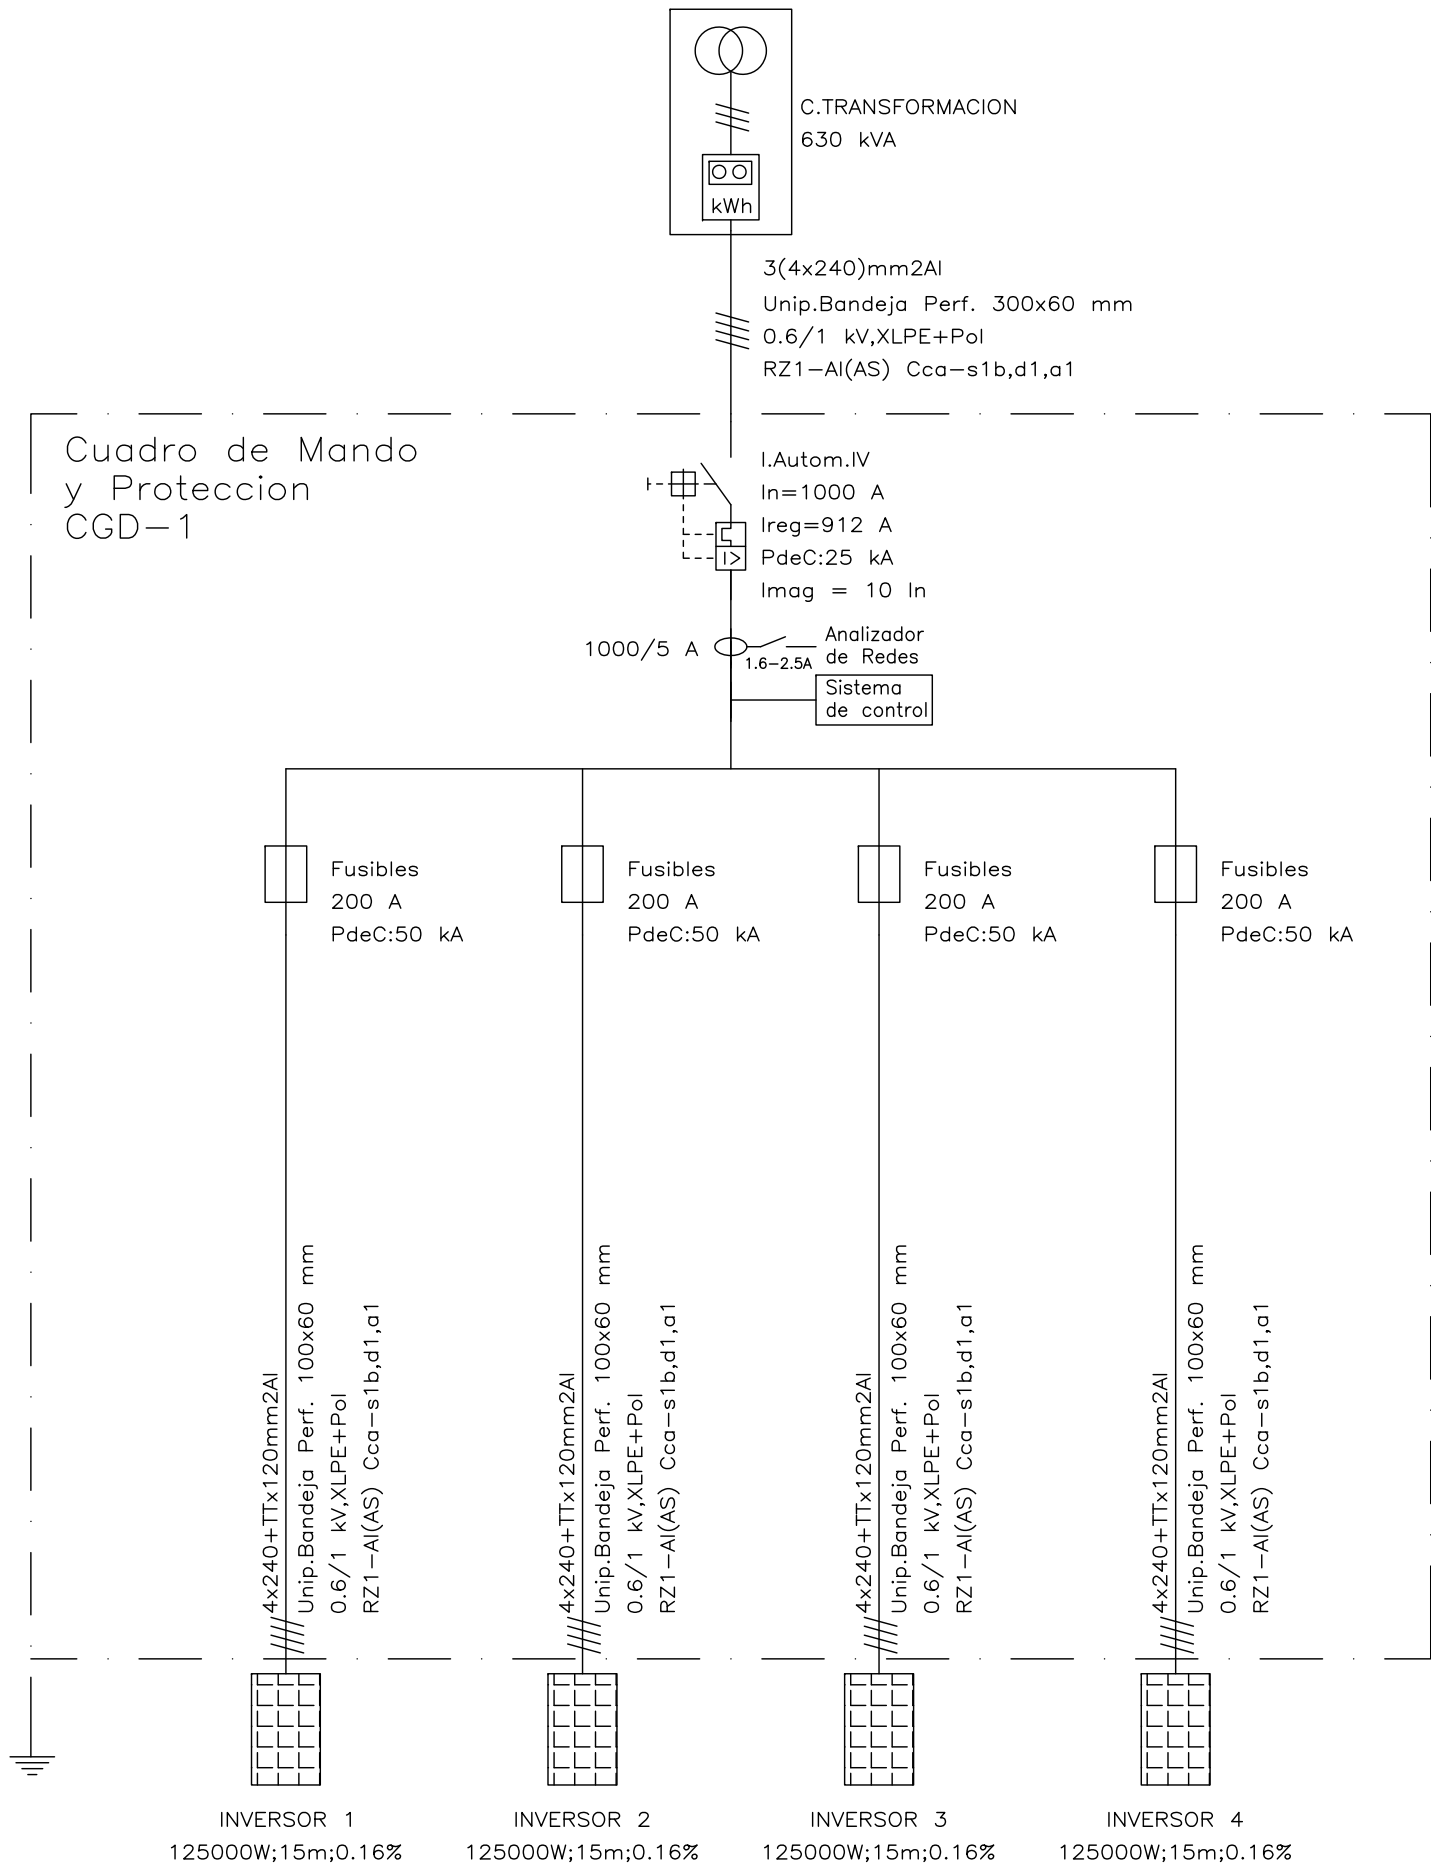 C.TRANSFORMACION
630 kVA
kWh
3(4x240)mm2Al
Unip.Bandeja Perf. 300x60 mm
0.6/1 kV,XLPE+Pol
RZ1-Al(AS) Cca-s1b,d1,a1
Cuadro de Mando
y Proteccion
CGD-1
I.Autom.IV
In=1000 A
Ireg=912 A
PdeC:25 kA
Imag = 10 In
I>
1000/5 A
1.6-2.5A
Analizador
de Redes
Sistema
de control
Fusibles
200 A
PdeC:50 kA
Fusibles
200 A
PdeC:50 kA
Fusibles
200 A
PdeC:50 kA
Fusibles
200 A
PdeC:50 kA
4x240+TTx120mm2Al
Unip.Bandeja Perf. 100x60 mm
0.6/1 kV,XLPE+Pol
RZ1-Al(AS) Cca-s1b,d1,a1
4x240+TTx120mm2Al
Unip.Bandeja Perf. 100x60 mm
0.6/1 kV,XLPE+Pol
RZ1-Al(AS) Cca-s1b,d1,a1
4x240+TTx120mm2Al
Unip.Bandeja Perf. 100x60 mm
0.6/1 kV,XLPE+Pol
RZ1-Al(AS) Cca-s1b,d1,a1
4x240+TTx120mm2Al
Unip.Bandeja Perf. 100x60 mm
0.6/1 kV,XLPE+Pol
RZ1-Al(AS) Cca-s1b,d1,a1
INVERSOR 1
125000W;15m;0.16%
INVERSOR 2
125000W;15m;0.16%
INVERSOR 3
125000W;15m;0.16%
INVERSOR 4
125000W;15m;0.16%